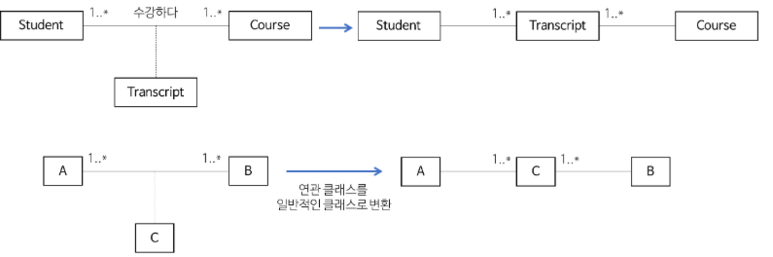 1..* 수강하다 1..*
Student Course
Transcript
1..* 1..*
Student Transcript Course
1..* 1..*
A B
C
연관 클래스를
일반적인 클래스로 변환
1..* 1..*
A C B